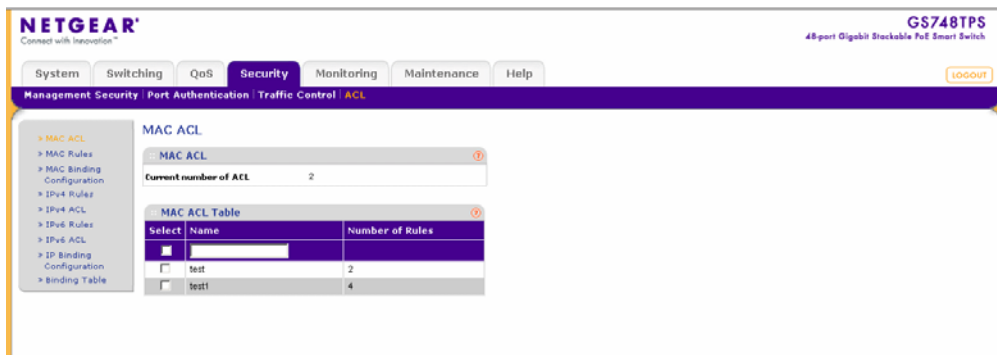 NETGEAR
Connect with Innovation™
GS748TPS
48-port Gigabit Stackable PoE Smart Switch
System Switching QoS Security Monitoring Maintenance Help
LOGOUT
Management Security | Port Authentication | Traffic Control | ACL
» MAC ACL
» MAC Rules
» MAC Binding
Configuration
» IPv4 Rules
» IPv4 ACL
» IPv6 Rules
» IPv6 ACL
» IP Binding
Configuration
» Binding Table
MAC ACL
MAC ACL
Current number of ACL 2
MAC ACL Table
Select Name Number of Rules
test 2
test1 4